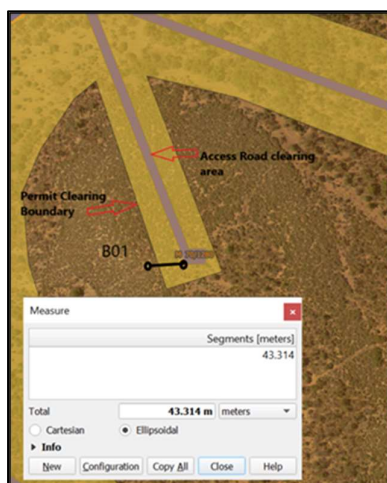 Access Road clearing
area
Permit Clearing
Boundary
B01
Measure
Segments [meters]
43.314
Total
43.314 m
meters
Cartesian
Ellipsoidal
Info
New
Configuration
Copy All
Close
Help